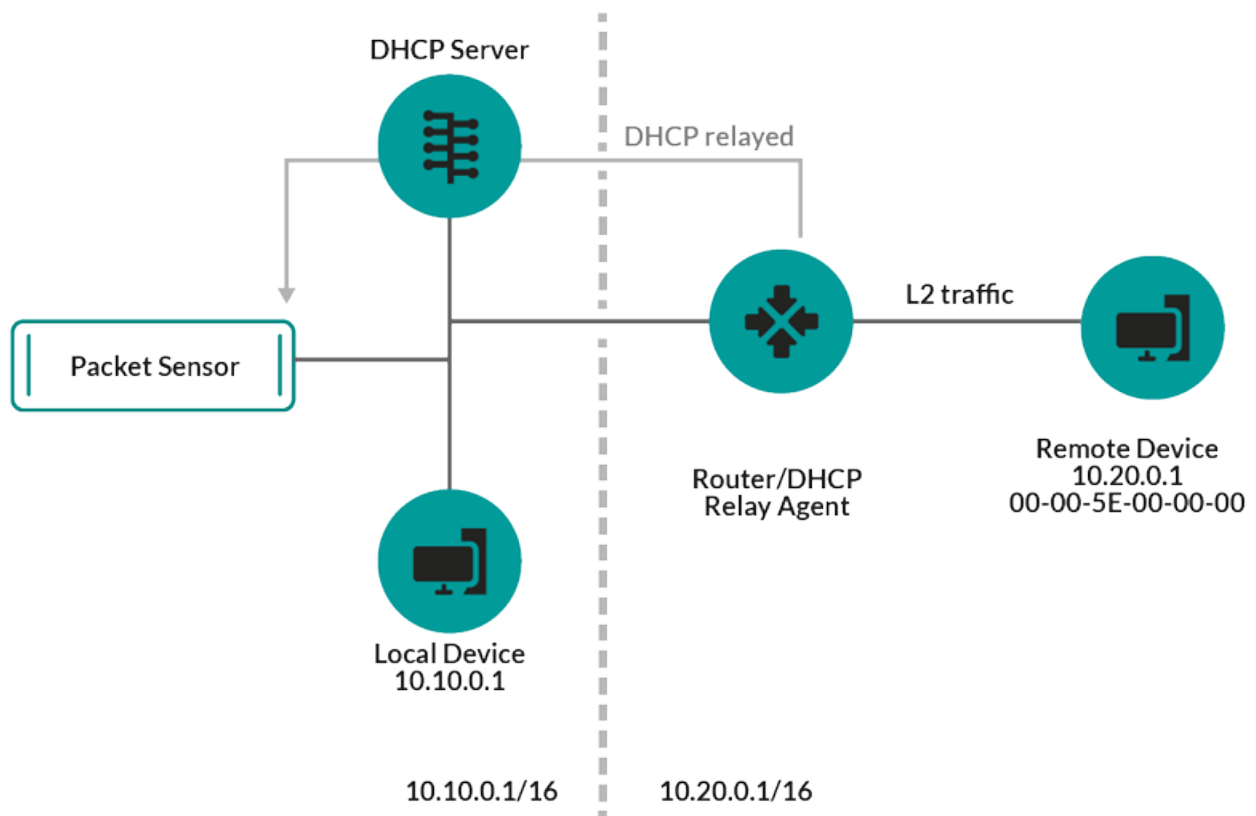 DHCP Server
DHCP relayed
L2 traffic
Packet Sensor
Router/DHCP
Relay Agent
Remote Device
10.20.0.1
00-00-5E-00-00-00
Local Device
10.10.0.1
10.10.0.1/16
10.20.0.1/16